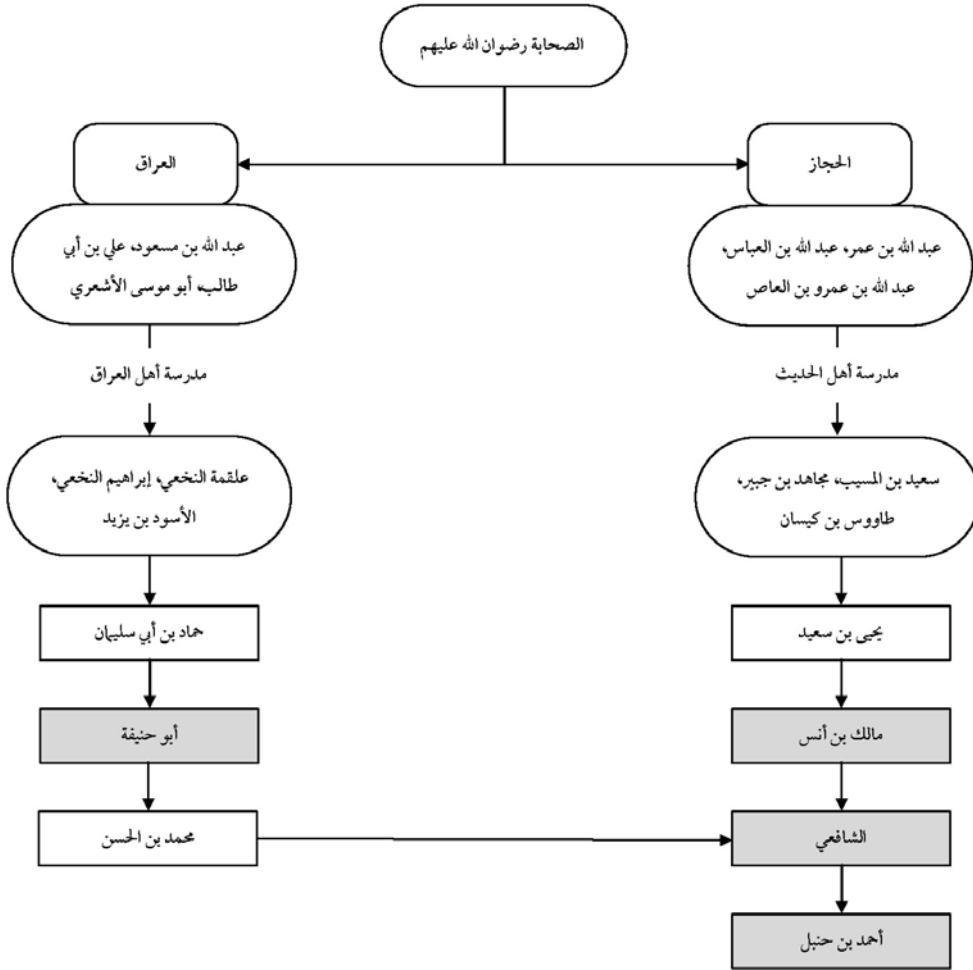 الصحابة رضوان الله عليهم
الحجاز
العراق
عبد الله بن عمر، عبد الله بن العباس،
عبد الله بن عمرو بن العاص
عبد الله بن مسعود، علي بن أبي
طالب، أبو موسى الأشعري
مدرسة أهل الحديث
مدرسة أهل العراق
سعيد بن المسيب، مجاهد بن جبير،
طاووس بن كيسان
علقمة النخعي، إبراهيم النخعي،
الأسود بن يزيد
يحيى بن سعيد
حماد بن أبي سليمان
مالك بن أنس
أبو حنيفة
الشافعي
محمد بن الحسن
أحمد بن حنبل